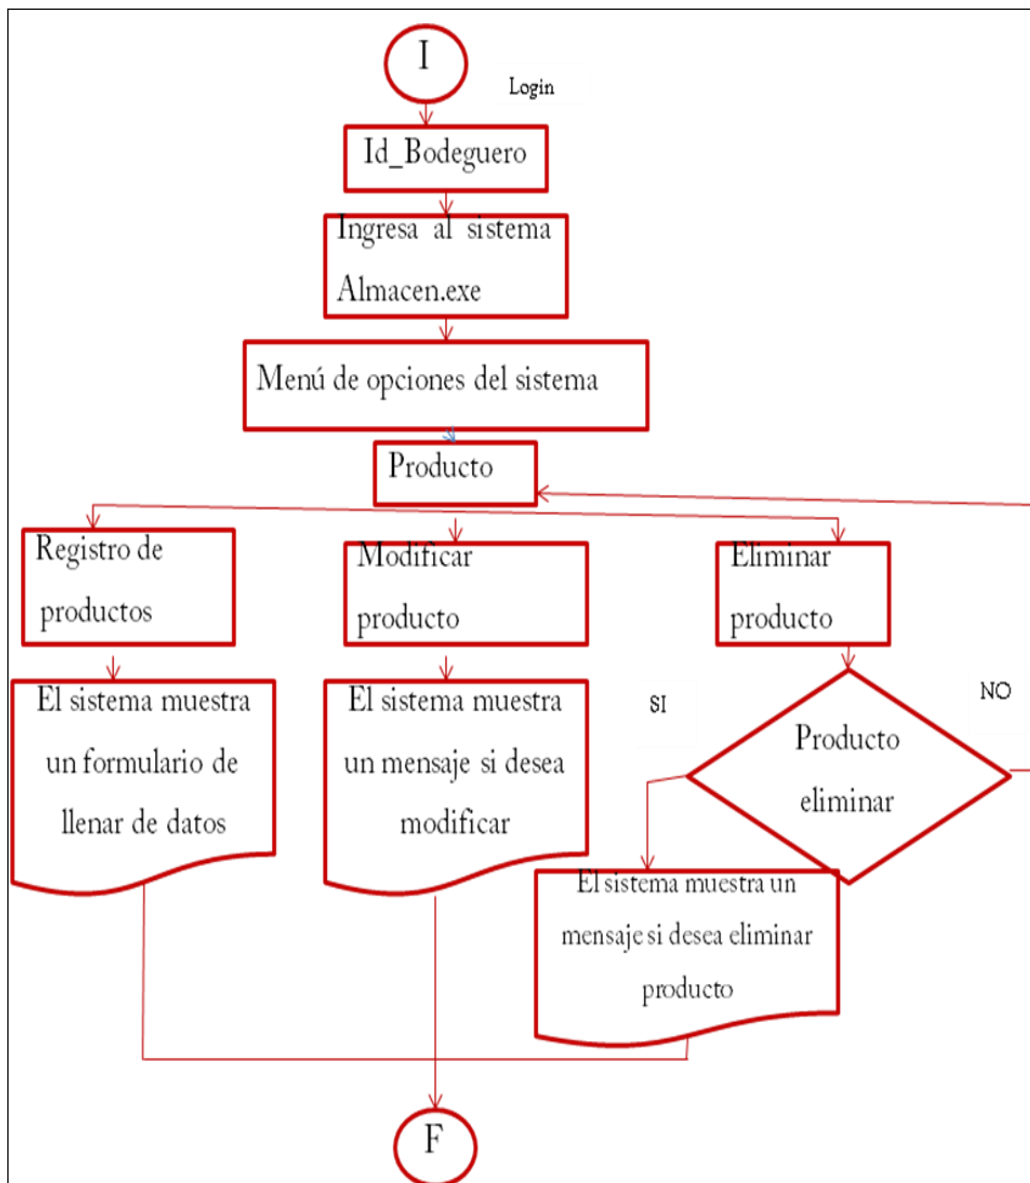 I
Login
Id_Bodeguero
Ingresa al sistema
Almacen.exe
Menú de opciones del sistema
Producto
Registro de
productos
Modificar
producto
Eliminar
producto
El sistema muestra
un formulario de
llenar de datos
El sistema muestra
un mensaje si desea
modificar
SI
NO
Producto
eliminar
El sistema muestra un
mensaje si desea eliminar
producto
F